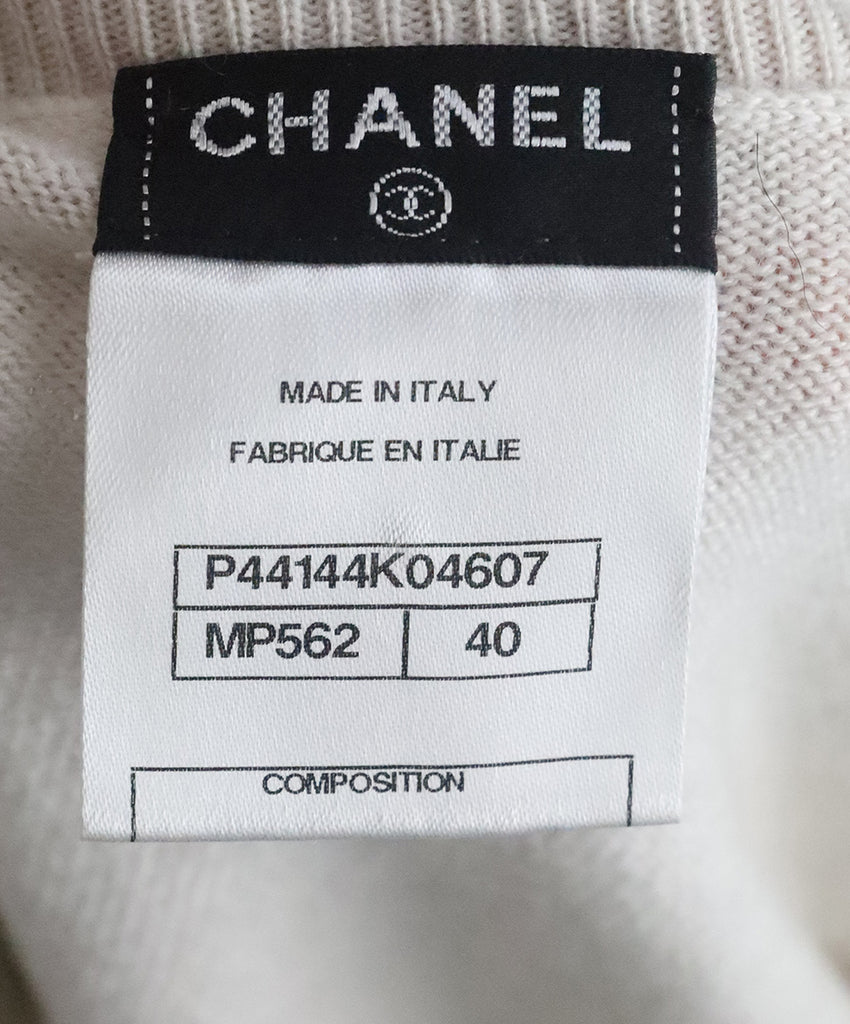 CHANEL
MADE IN ITALY
FABRIQUE EN ITALIE
P44144K04607
MP562 40
COMPOSITION